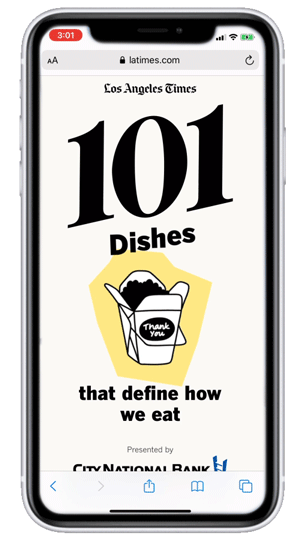 3:01
AA latimes.com
Los Angeles Times
101
Dishes
Thank
You
that define how
we eat
Presented by
CITY NATIONAL BANK